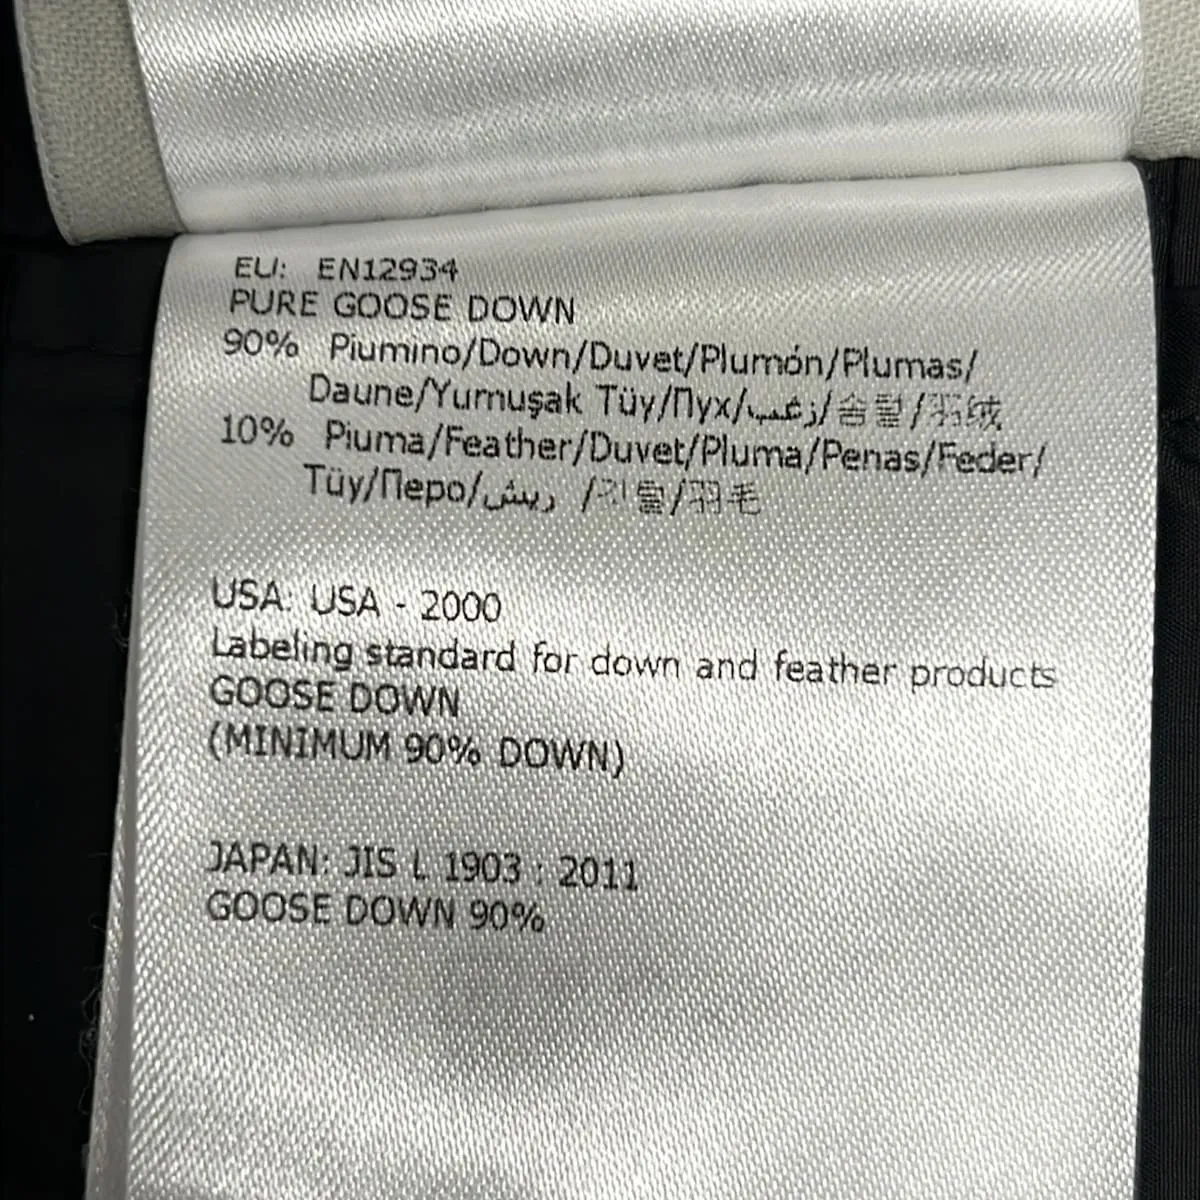 EU: EN12934
PURE GOOSE DOWN
90% Piumino/Down/Duvet/Plumón/Plumas/
Daune/Yumuşak Tüy/Пух/زغب/솜털/羽绒
10% Piuma/Feather/Duvet/Pluma/Penas/Feder/
Tüy/Перо/ريش /깃털/羽毛
USA: USA - 2000
Labeling standard for down and feather products
GOOSE DOWN
(MINIMUM 90% DOWN)
JAPAN: JIS L 1903 : 2011
GOOSE DOWN 90%